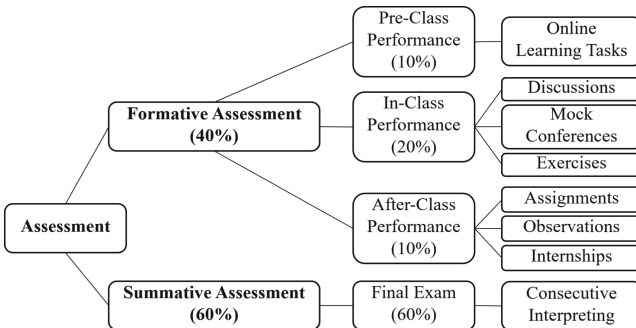 Pre-Class
Performance
(10%)
Online
Learning Tasks
Formative Assessment
(40%)
In-Class
Performance
(20%)
Discussions
Mock
Conferences
Exercises
Assessment
After-Class
Performance
(10%)
Assignments
Observations
Internships
Summative Assessment
(60%)
Final Exam
(60%)
Consecutive
Interpreting